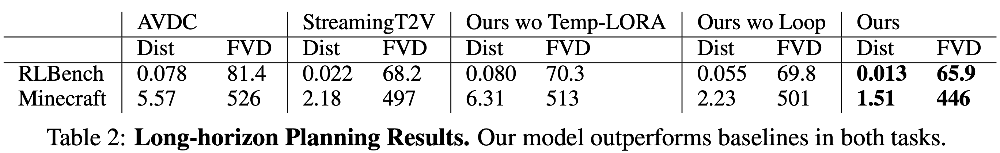 AVDC StreamingT2V Ours wo Temp-LORA Ours wo Loop Ours
Dist FVD Dist FVD Dist FVD Dist FVD Dist FVD
RLBench 0.078 81.4 0.022 68.2 0.080 70.3 0.055 69.8 0.013 65.9
Minecraft 5.57 526 2.18 497 6.31 513 2.23 501 1.51 446
Table 2: Long-horizon Planning Results. Our model outperforms baselines in both tasks.